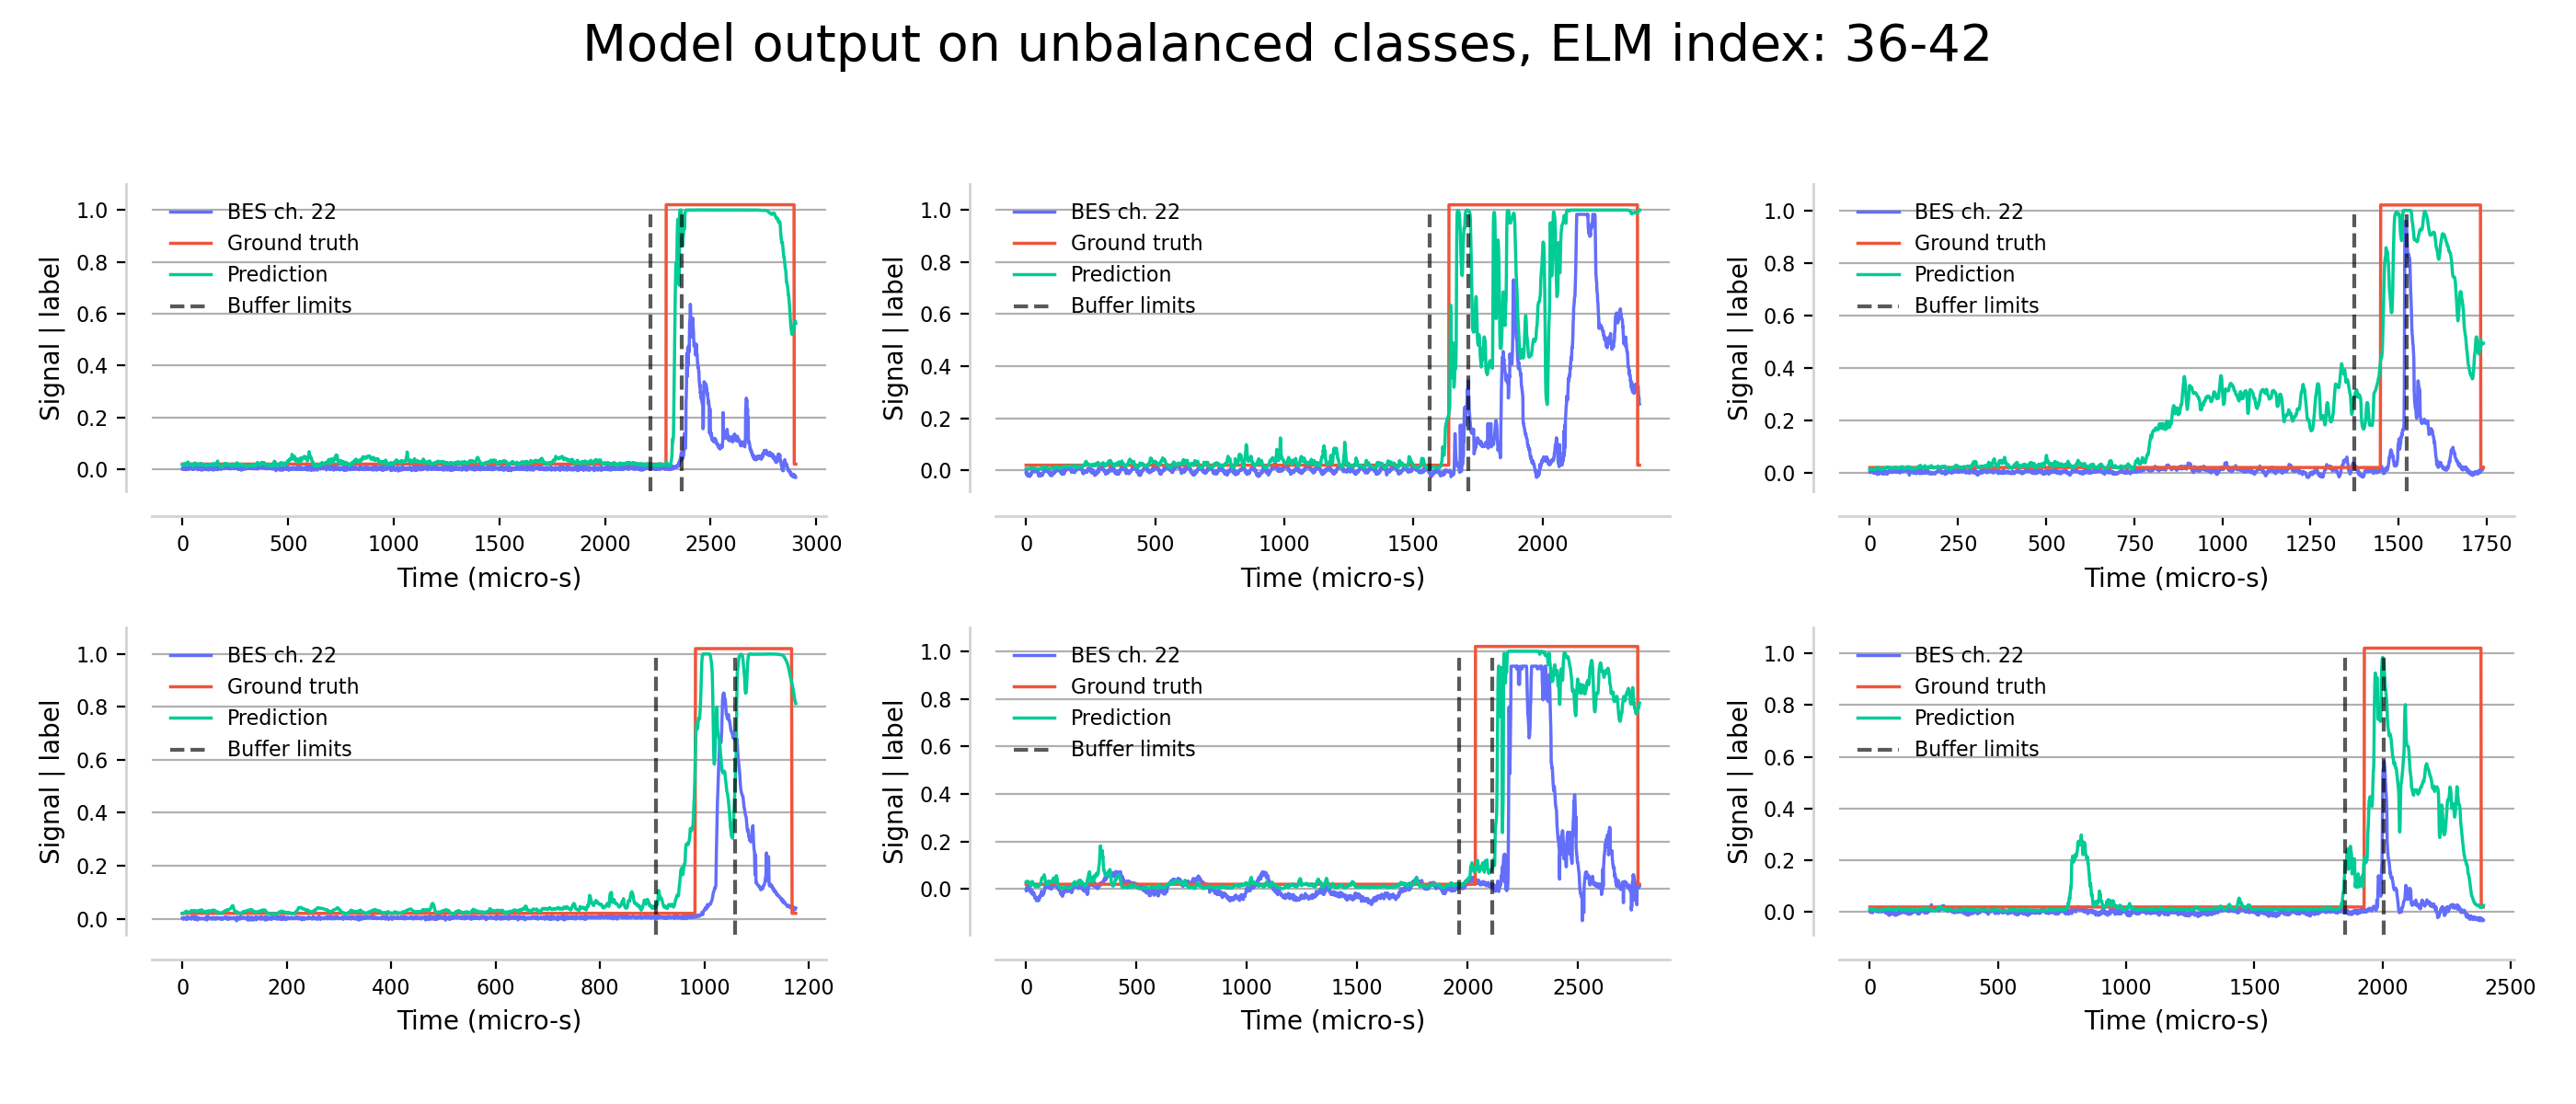 Model output on unbalanced classes, ELM index: 36-42
Signal | label
1.0
0.8
0.6
0.4
0.2
0.0
BES ch. 22
Ground truth
Prediction
Buffer limits
0 500 1000 1500 2000 2500 3000
Time (micro-s)
Signal | label
1.0
0.8
0.6
0.4
0.2
0.0
BES ch. 22
Ground truth
Prediction
Buffer limits
0 500 1000 1500 2000
Time (micro-s)
Signal | label
1.0
0.8
0.6
0.4
0.2
0.0
BES ch. 22
Ground truth
Prediction
Buffer limits
0 250 500 750 1000 1250 1500 1750
Time (micro-s)
Signal | label
1.0
0.8
0.6
0.4
0.2
0.0
BES ch. 22
Ground truth
Prediction
Buffer limits
0 200 400 600 800 1000 1200
Time (micro-s)
Signal | label
1.0
0.8
0.6
0.4
0.2
0.0
BES ch. 22
Ground truth
Prediction
Buffer limits
0 500 1000 1500 2000 2500
Time (micro-s)
Signal | label
1.0
0.8
0.6
0.4
0.2
0.0
BES ch. 22
Ground truth
Prediction
Buffer limits
0 500 1000 1500 2000 2500
Time (micro-s)